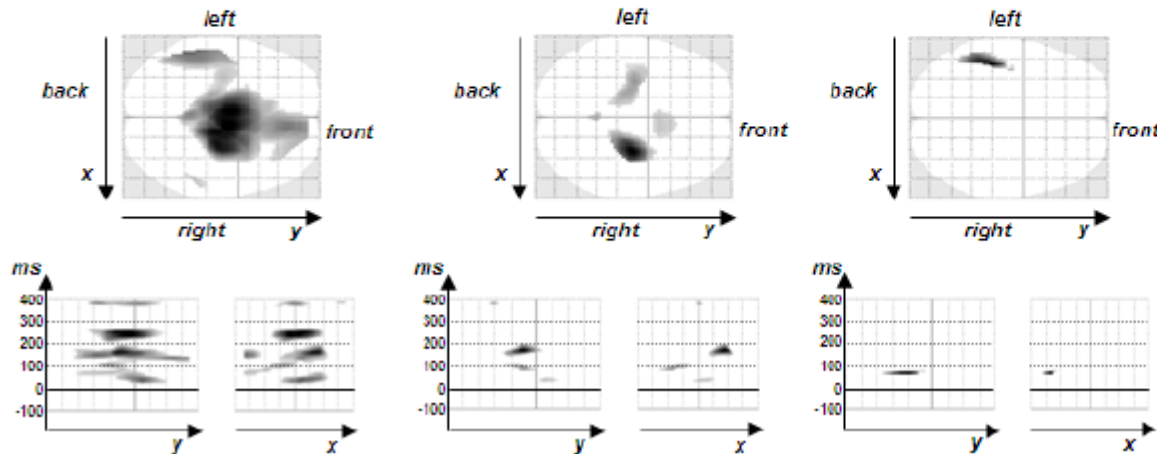 left
back
front
x
right y
left
back
front
x
right y
left
back
front
x
right y
ms
400
300
200
100
0
-100
y x
ms
400
300
200
100
0
-100
y x
ms
400
300
200
100
0
-100
y x